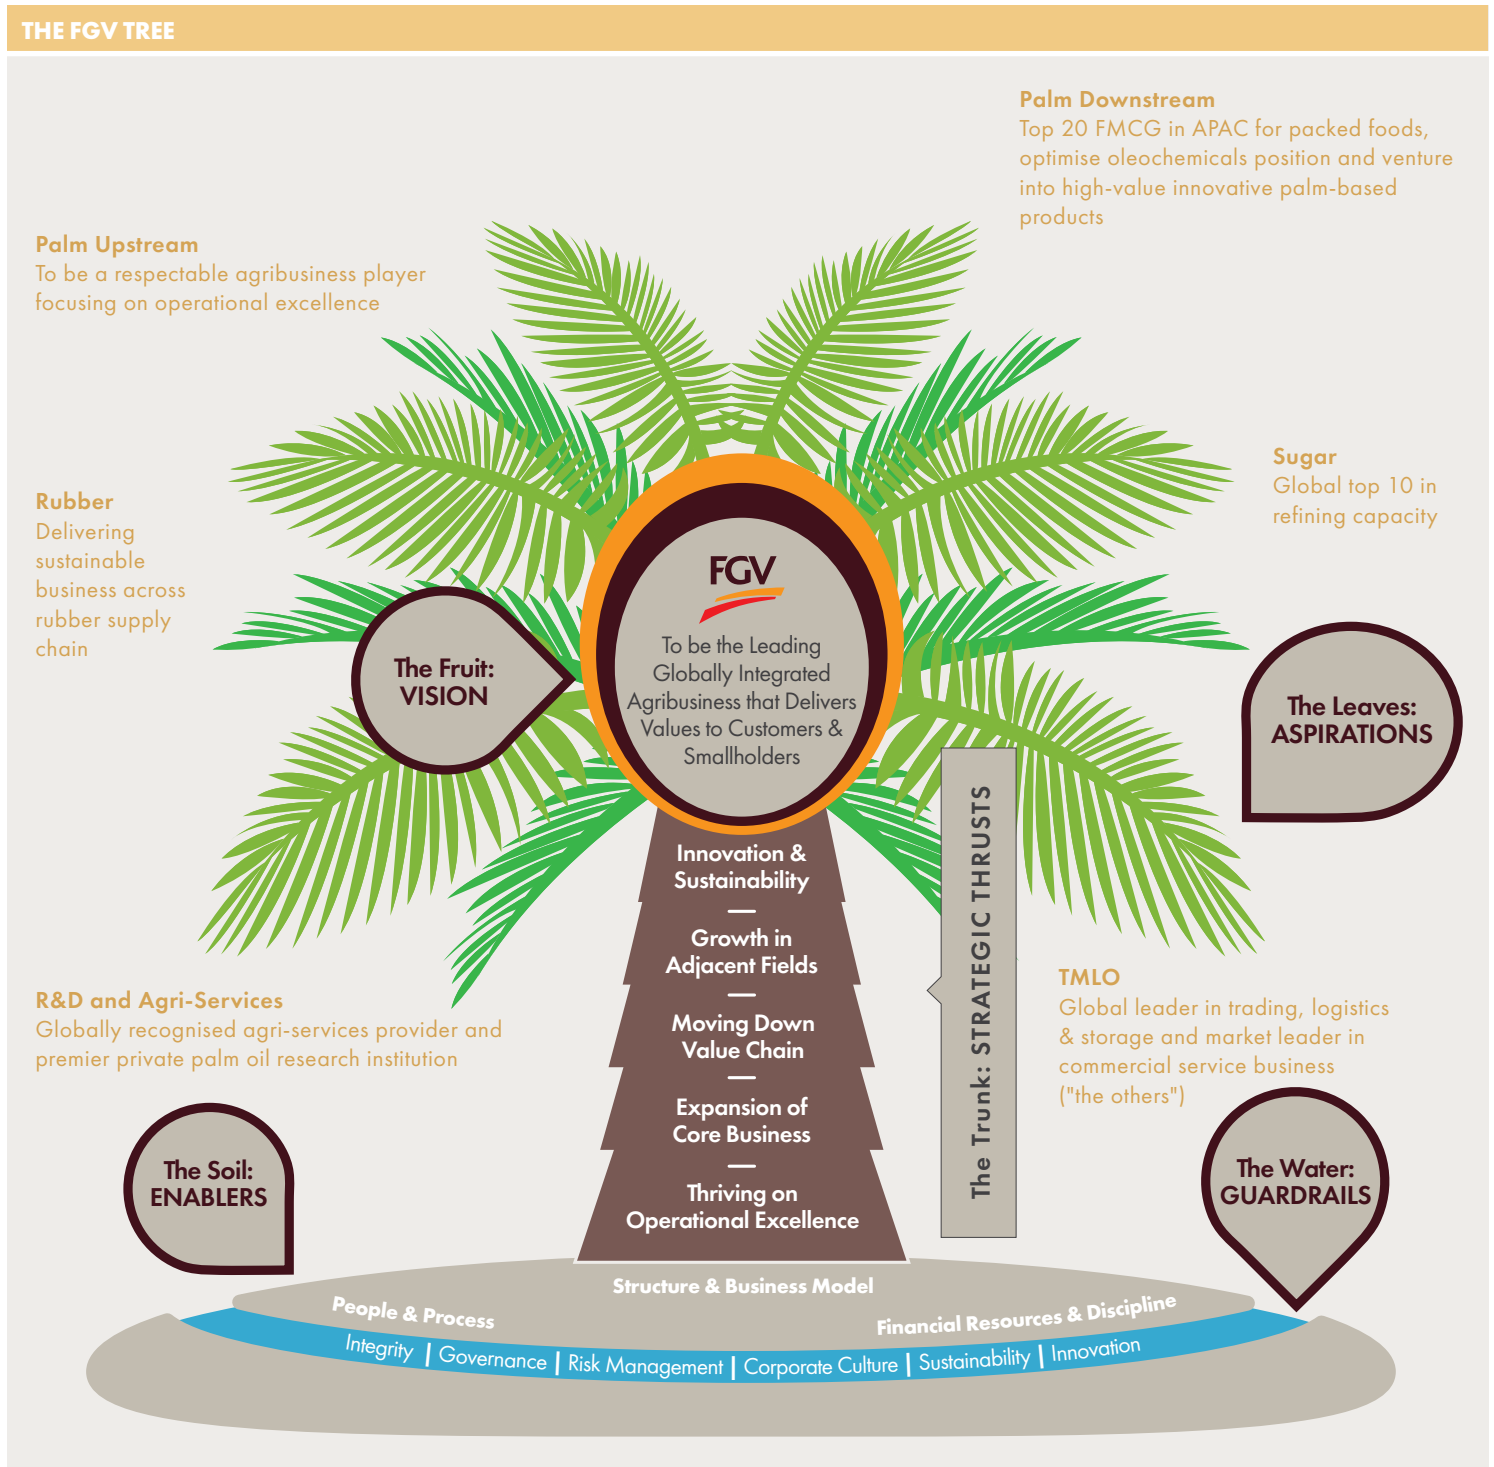 THE FGV TREE
Palm Downstream
Top 20 FMCG in APAC for packed foods,
optimise oleochemicals position and venture
into high-value innovative palm-based
products
Palm Upstream
To be a respectable agribusiness player
focusing on operational excellence
Sugar
Global top 10 in
refining capacity
Rubber
Delivering
sustainable
business across
rubber supply
chain
FGV
To be the Leading
Globally Integrated
Agribusiness that Delivers
Values to Customers &
Smallholders
The Fruit:
VISION
The Leaves:
ASPIRATIONS
Innovation &
Sustainability
Growth in
Adjacent Fields
Moving Down
Value Chain
Expansion of
Core Business
Thriving on
Operational Excellence
The Trunk: STRATEGIC THRUSTS
R&D and Agri-Services
Globally recognised agri-services provider and
premier private palm oil research institution
TMLO
Global leader in trading, logistics
& storage and market leader in
commercial service business
("the others")
The Soil:
ENABLERS
The Water:
GUARDRAILS
Structure & Business Model
People & Process
Financial Resources & Discipline
Integrity | Governance | Risk Management | Corporate Culture | Sustainability | Innovation